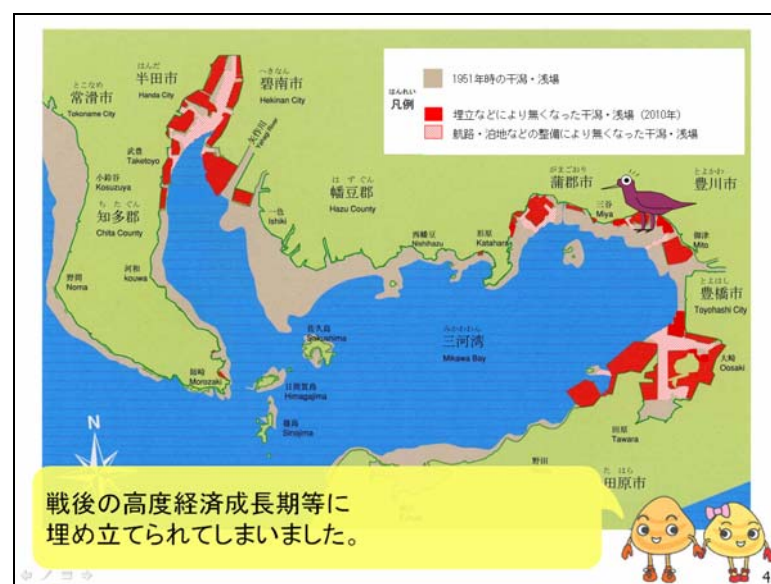 1951年時の干潟・浅場
はんれい
凡例
埋立などにより無くなった干潟・浅場（2010年）
航路・泊地などの整備により無くなった干潟・浅場
とこなめ
常滑市
Tokoname City
はんだ
半田市
Handa City
へきなん
碧南市
Hekinan City
矢作川
Yahagi River
武豊
Taketoyo
小鈴谷
Kosuzuya
ちたぐん
知多郡
Chita County
はずぐん
幡豆郡
Hazu County
がまごおり
蒲郡市
とよかわ
豊川市
三谷
Miya
御津
Mito
一色
Ishiki
西幡豆
Nishihazu
形原
Katahara
野間
Noma
河和
kouwa
とよはし
豊橋市
Toyohashi City
佐久島
Sakushima
みかわわん
三河湾
Mikawa Bay
大崎
Oosaki
師崎
Morozaki
日間賀島
Himagajima
篠島
Sinojima
田原
Tawara
N
野田
たはら
田原市
戦後の高度経済成長期等に
埋め立てられてしまいました。
4